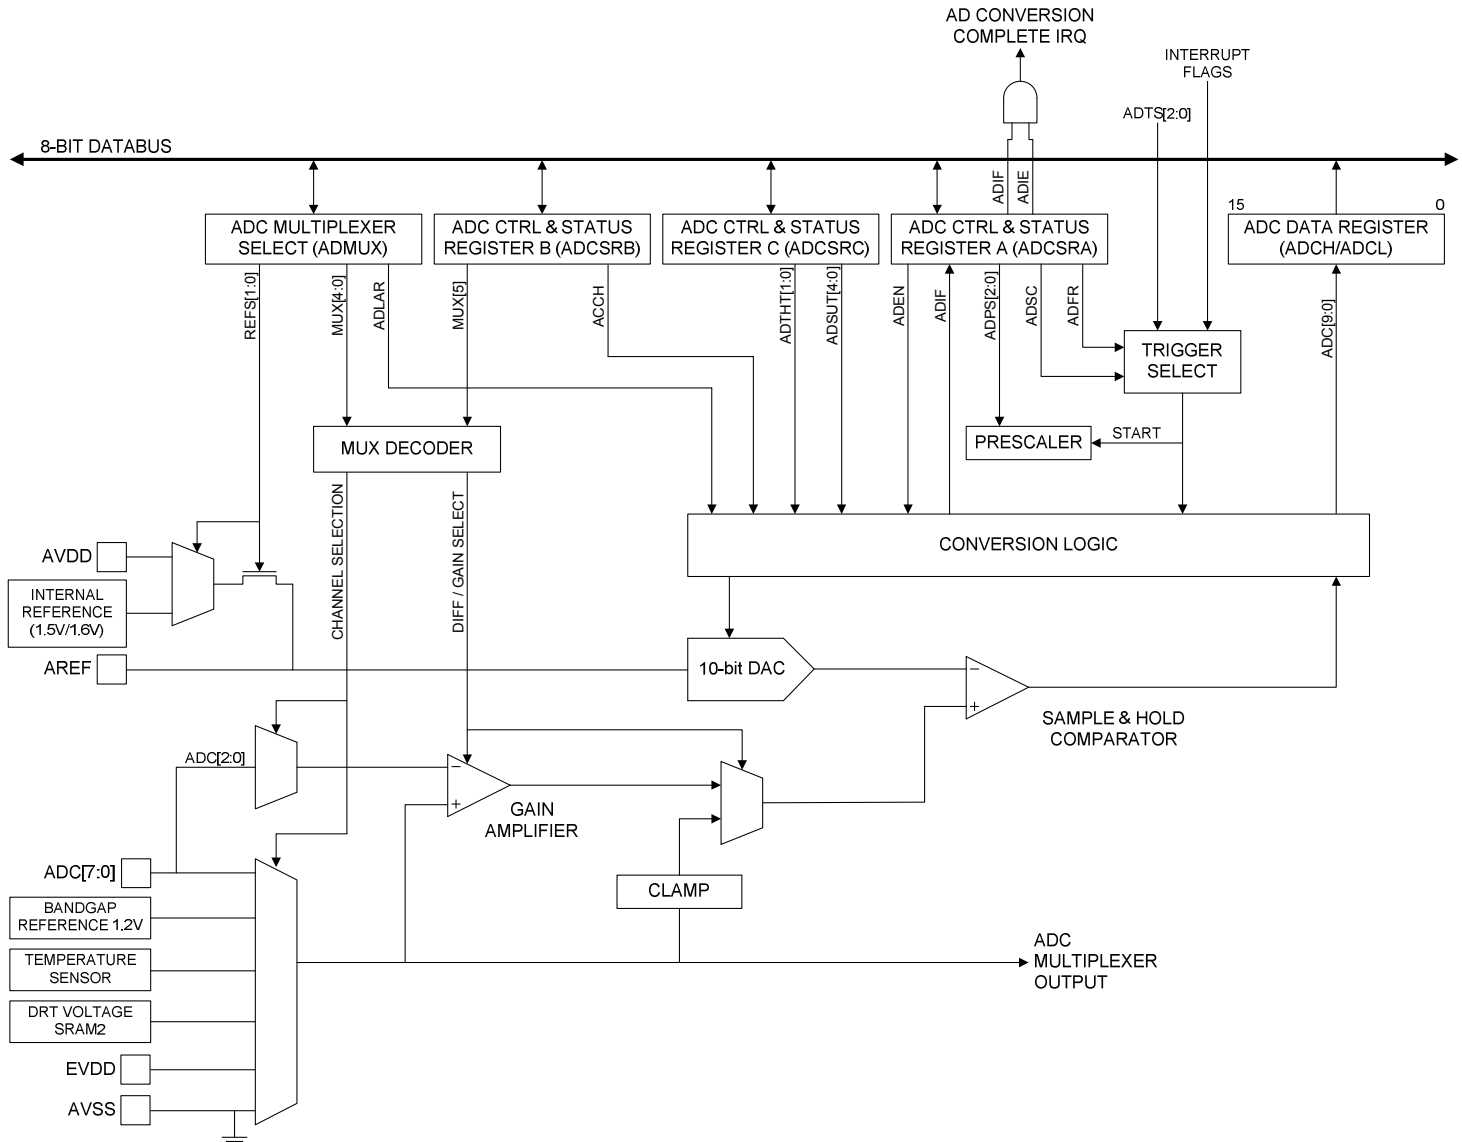 AD CONVERSION
COMPLETE IRQ
INTERRUPT
FLAGS
ADTS[2:0]
8-BIT DATABUS
ADIF
ADIE
15
0
ADC MULTIPLEXER
SELECT (ADMUX)
ADC CTRL & STATUS
REGISTER B (ADCSRB)
ADC CTRL & STATUS
REGISTER C (ADCSRC)
ADC CTRL & STATUS
REGISTER A (ADCSRA)
ADC DATA REGISTER
(ADCH/ADCL)
REFS[1:0]
MUX[4:0]
ADLAR
MUX[5]
ACCH
ADTHT[1:0]
ADSUT[4:0]
ADEN
ADIF
ADPS[2:0]
ADSC
ADFR
ADC[9:0]
TRIGGER
SELECT
MUX DECODER
PRESCALER
START
CHANNEL SELECTION
DIFF / GAIN SELECT
CONVERSION LOGIC
AVDD
INTERNAL
REFERENCE
(1.5V/1.6V)
AREF
10-bit DAC
−
+
SAMPLE & HOLD
COMPARATOR
ADC[2:0]
−
+
GAIN
AMPLIFIER
ADC[7:0]
CLAMP
BANDGAP
REFERENCE 1.2V
TEMPERATURE
SENSOR
ADC
MULTIPLEXER
OUTPUT
DRT VOLTAGE
SRAM2
EVDD
AVSS